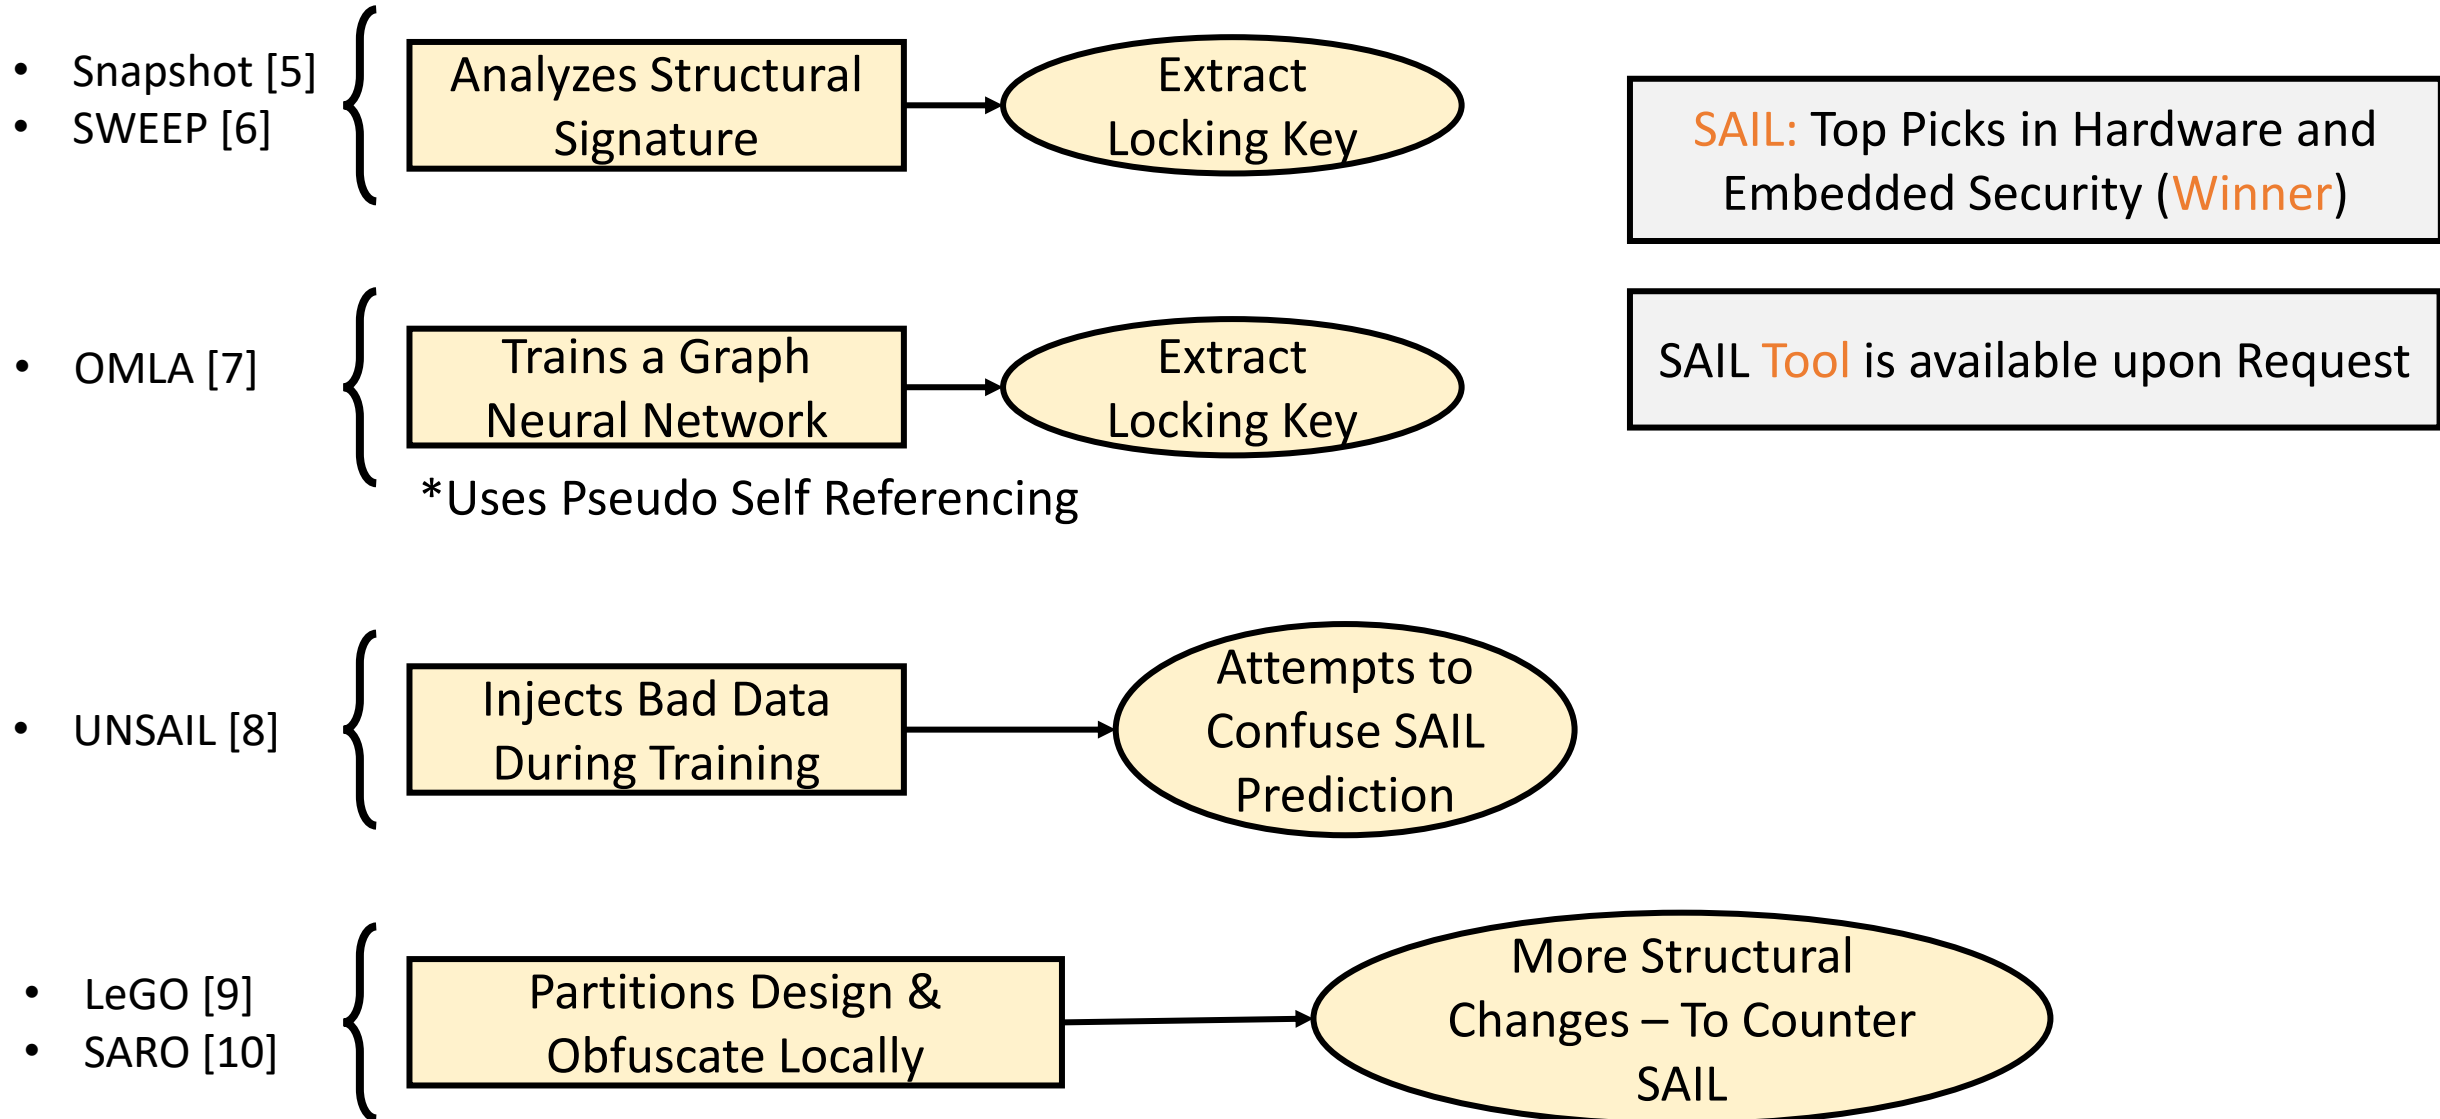 • Snapshot [5]
• SWEEP [6]
Analyzes Structural
Signature
Extract
Locking Key
SAIL: Top Picks in Hardware and
Embedded Security (Winner)
• OMLA [7]
Trains a Graph
Neural Network
Extract
Locking Key
*Uses Pseudo Self Referencing
SAIL Tool is available upon Request
• UNSAIL [8]
Injects Bad Data
During Training
Attempts to
Confuse SAIL
Prediction
• LeGO [9]
• SARO [10]
Partitions Design &
Obfuscate Locally
More Structural
Changes – To Counter
SAIL